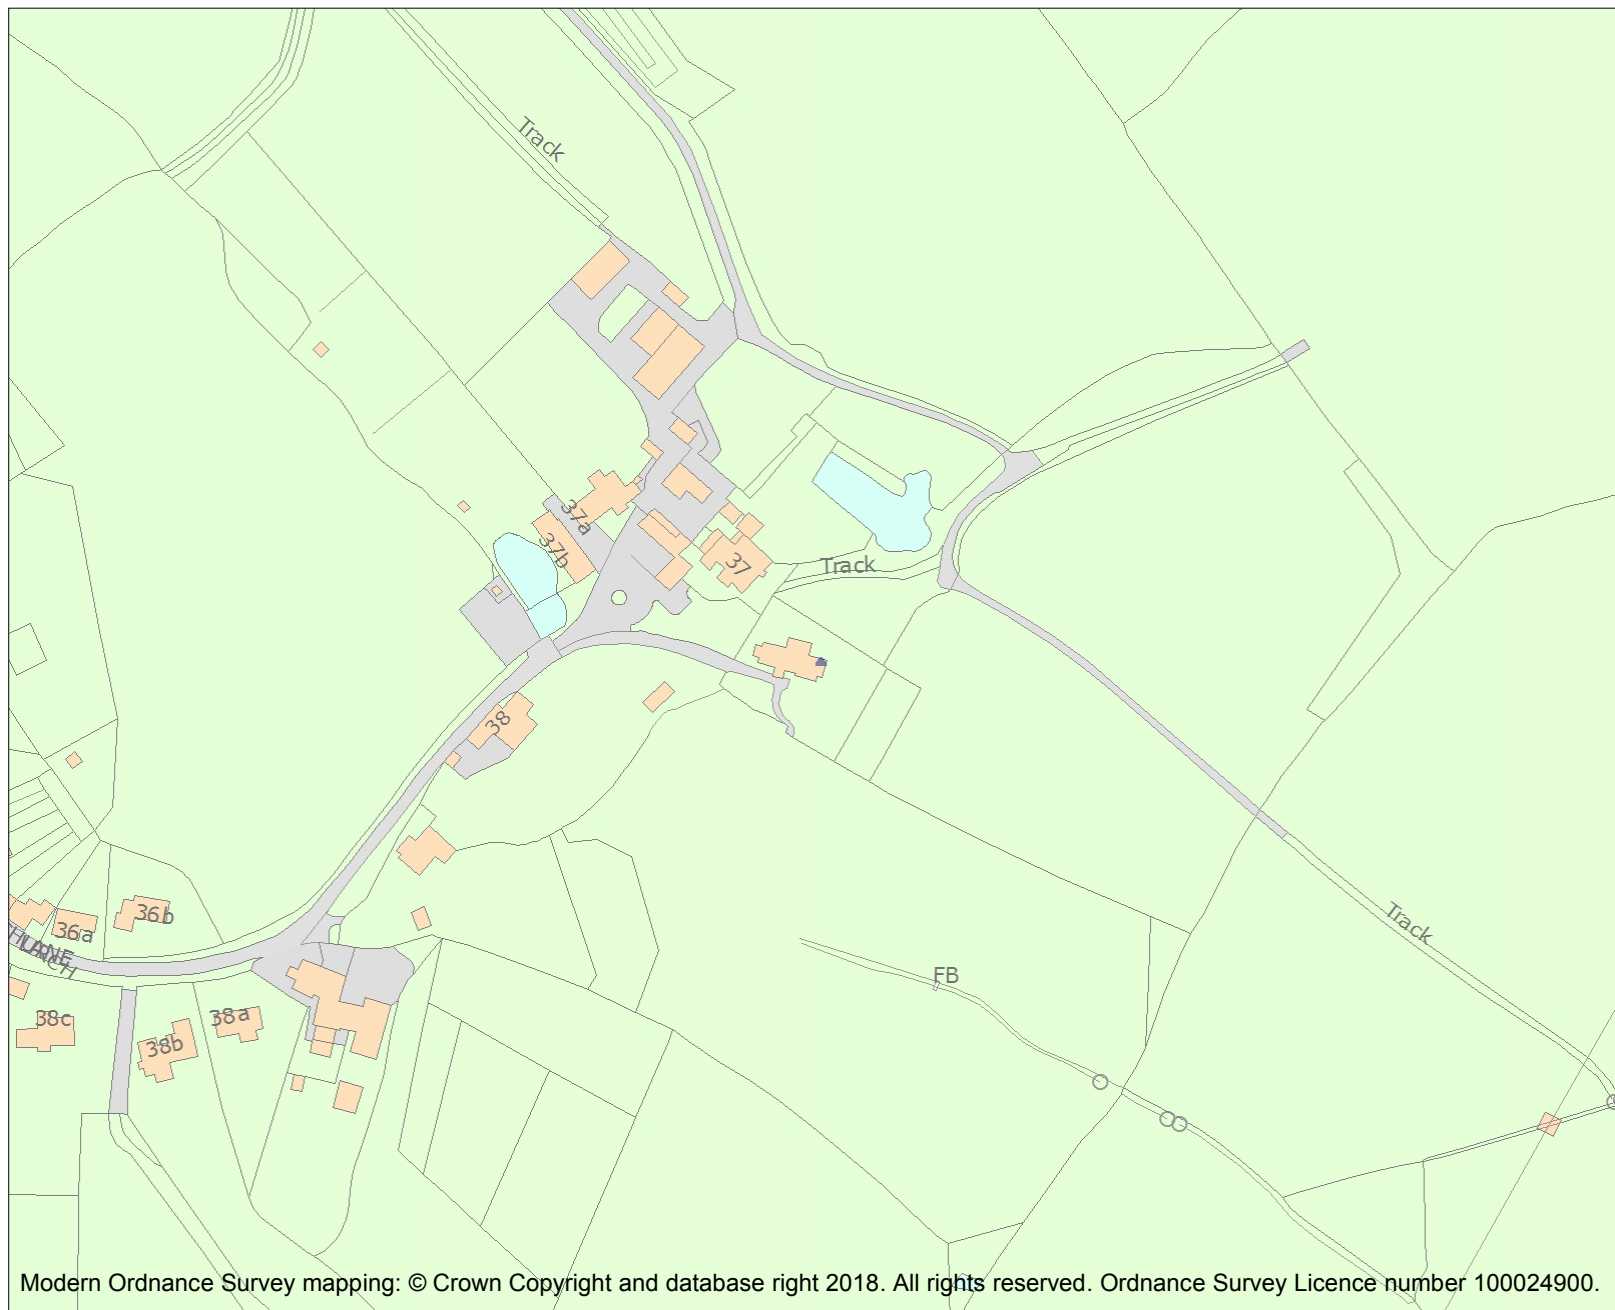 Track
37a
37b
37
Track
38
36b
36a
LANE
Track
FB
38c
38a
38b
Modern Ordnance Survey mapping: © Crown Copyright and database right 2018. All rights reserved. Ordnance Survey Licence number 100024900.